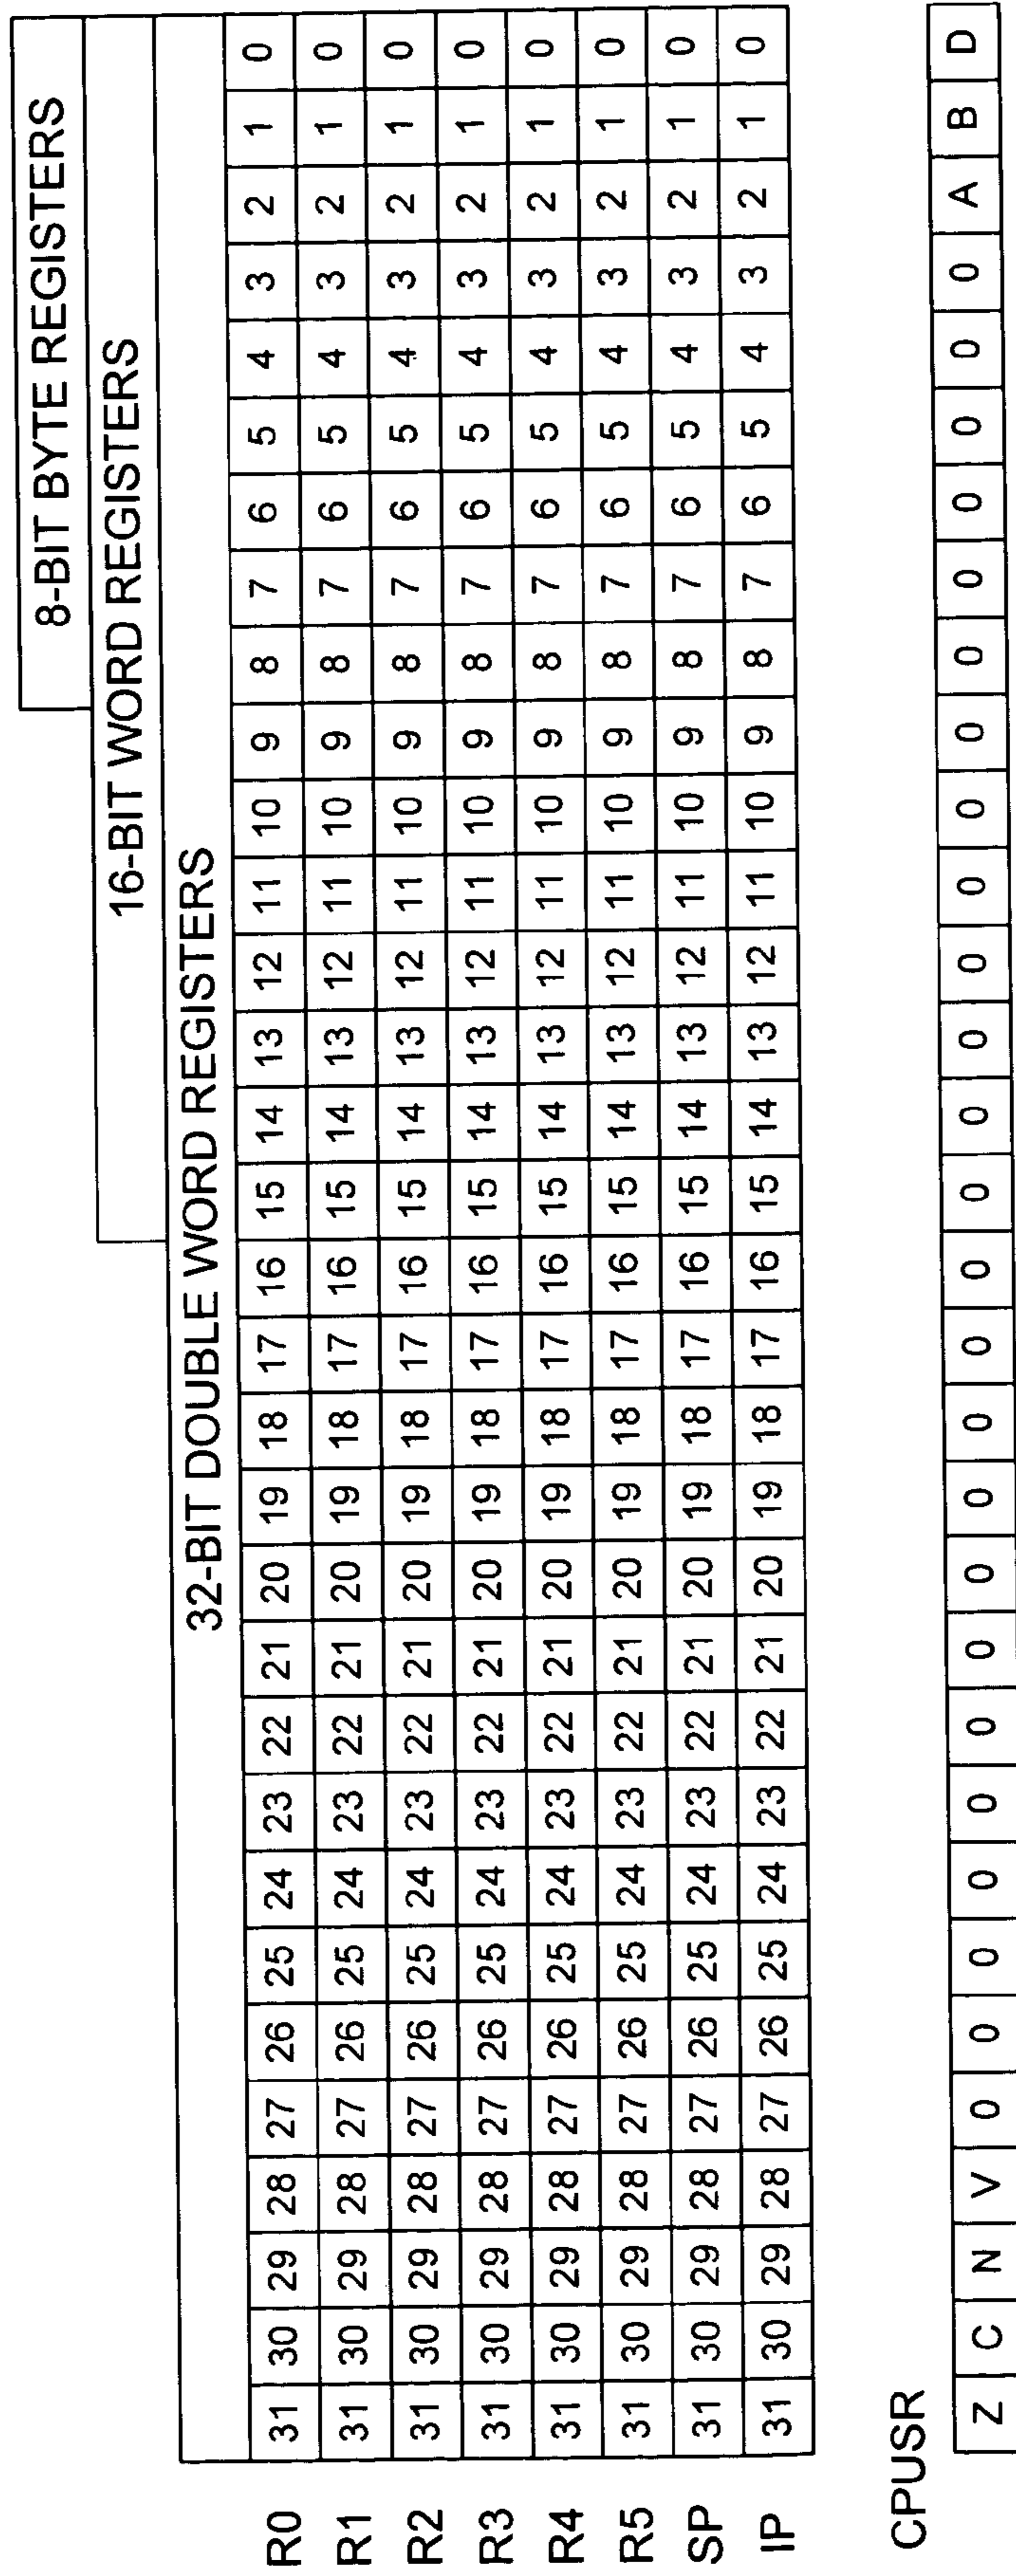 8-BIT BYTE REGISTERS
16-BIT WORD REGISTERS
32-BIT DOUBLE WORD REGISTERS
R0 31 30 29 28 27 26 25 24 23 22 21 20 19 18 17 16 15 14 13 12 11 10 9 8 7 6 5 4 3 2 1 0
R1 31 30 29 28 27 26 25 24 23 22 21 20 19 18 17 16 15 14 13 12 11 10 9 8 7 6 5 4 3 2 1 0
R2 31 30 29 28 27 26 25 24 23 22 21 20 19 18 17 16 15 14 13 12 11 10 9 8 7 6 5 4 3 2 1 0
R3 31 30 29 28 27 26 25 24 23 22 21 20 19 18 17 16 15 14 13 12 11 10 9 8 7 6 5 4 3 2 1 0
R4 31 30 29 28 27 26 25 24 23 22 21 20 19 18 17 16 15 14 13 12 11 10 9 8 7 6 5 4 3 2 1 0
R5 31 30 29 28 27 26 25 24 23 22 21 20 19 18 17 16 15 14 13 12 11 10 9 8 7 6 5 4 3 2 1 0
SP 31 30 29 28 27 26 25 24 23 22 21 20 19 18 17 16 15 14 13 12 11 10 9 8 7 6 5 4 3 2 1 0
IP 31 30 29 28 27 26 25 24 23 22 21 20 19 18 17 16 15 14 13 12 11 10 9 8 7 6 5 4 3 2 1 0
CPUSR
Z C N V 0 0 0 0 0 0 0 0 0 0 0 0 0 0 0 0 0 0 0 0 0 0 0 0 0 A B D